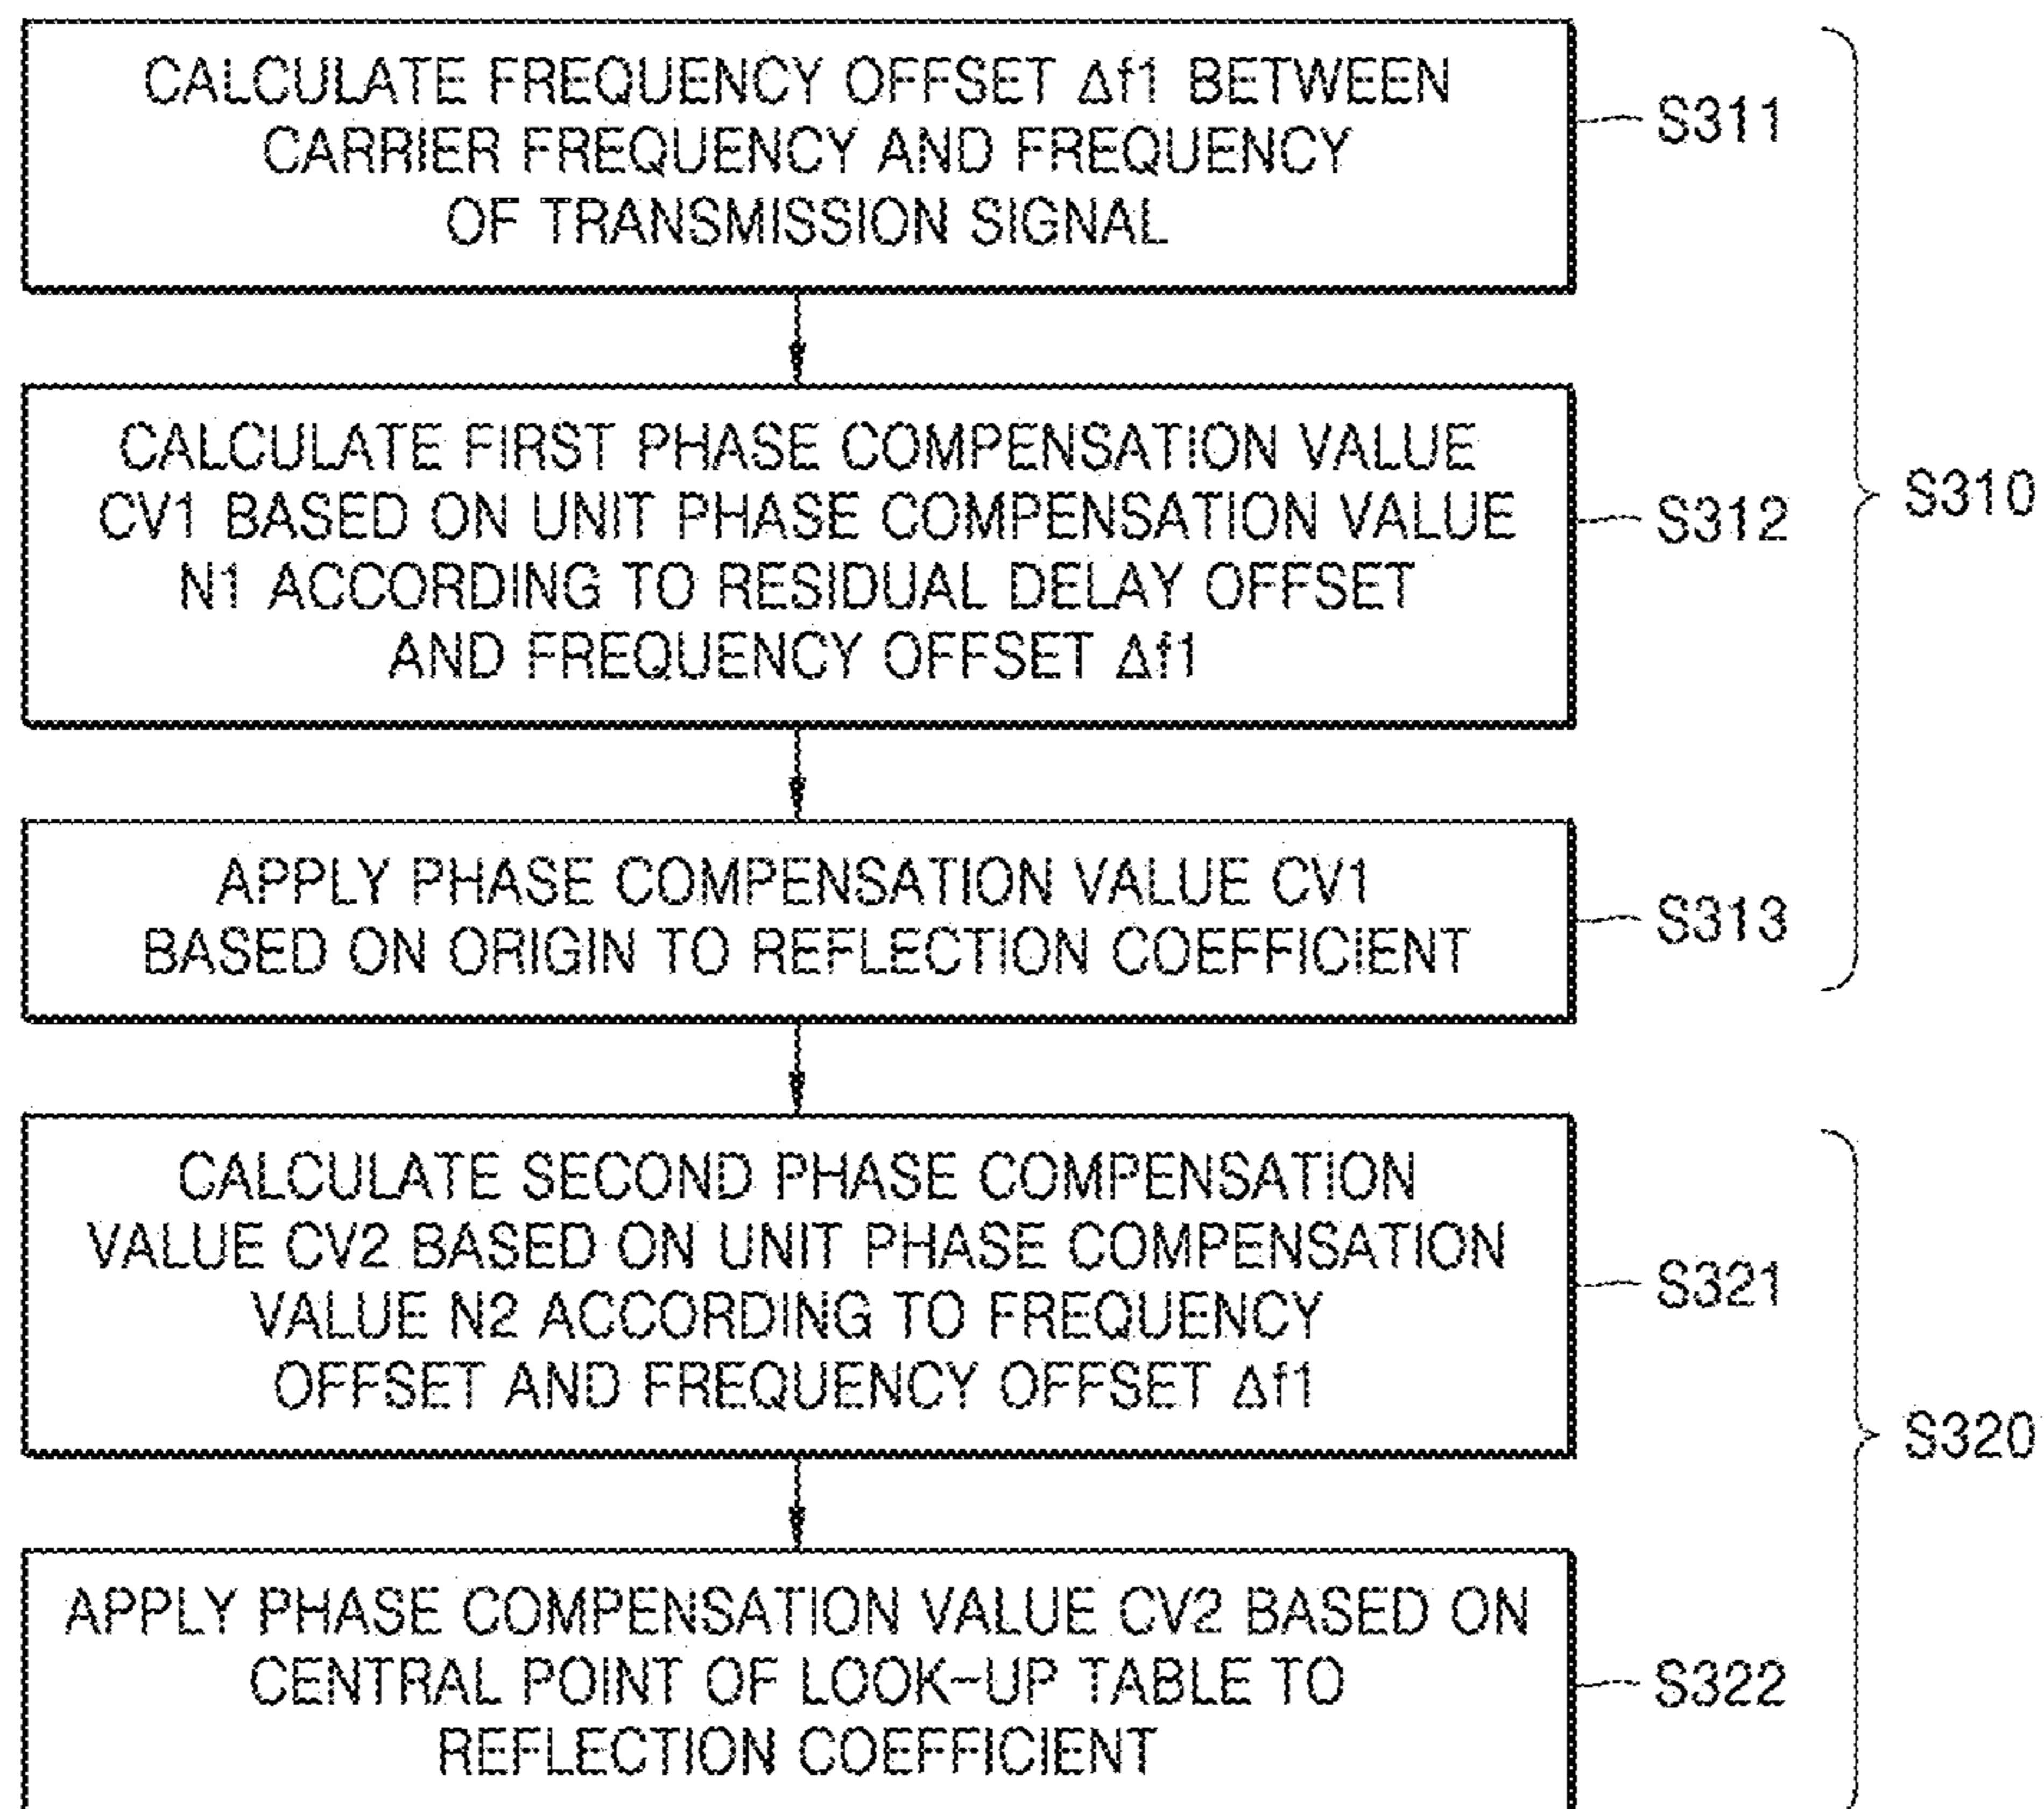 CALCULATE FREQUENCY OFFSET Δf1 BETWEEN
CARRIER FREQUENCY AND FREQUENCY
OF TRANSMISSION SIGNAL
S311
CALCULATE FIRST PHASE COMPENSATION VALUE
CV1 BASED ON UNIT PHASE COMPENSATION VALUE
N1 ACCORDING TO RESIDUAL DELAY OFFSET
AND FREQUENCY OFFSET Δf1
S312
S310
APPLY PHASE COMPENSATION VALUE CV1
BASED ON ORIGIN TO REFLECTION COEFFICIENT
S313
CALCULATE SECOND PHASE COMPENSATION
VALUE CV2 BASED ON UNIT PHASE COMPENSATION
VALUE N2 ACCORDING TO FREQUENCY
OFFSET AND FREQUENCY OFFSET Δf1
S321
S320
APPLY PHASE COMPENSATION VALUE CV2 BASED ON
CENTRAL POINT OF LOOK-UP TABLE TO
REFLECTION COEFFICIENT
S322